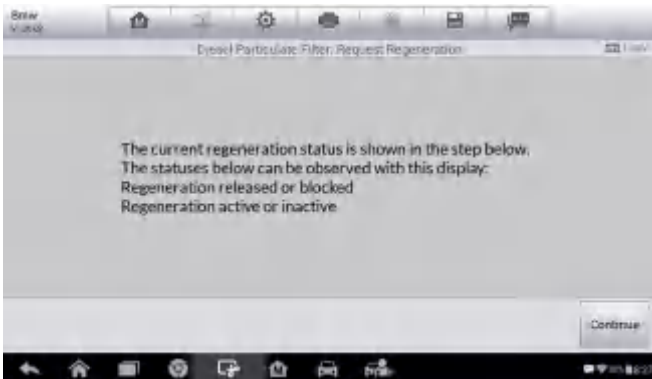 BMW
Diesel Particulate Filter: Request Regeneration
The current regeneration status is shown in the step below.
The statuses below can be observed with this display:
Regeneration released or blocked
Regeneration active or inactive
Continue